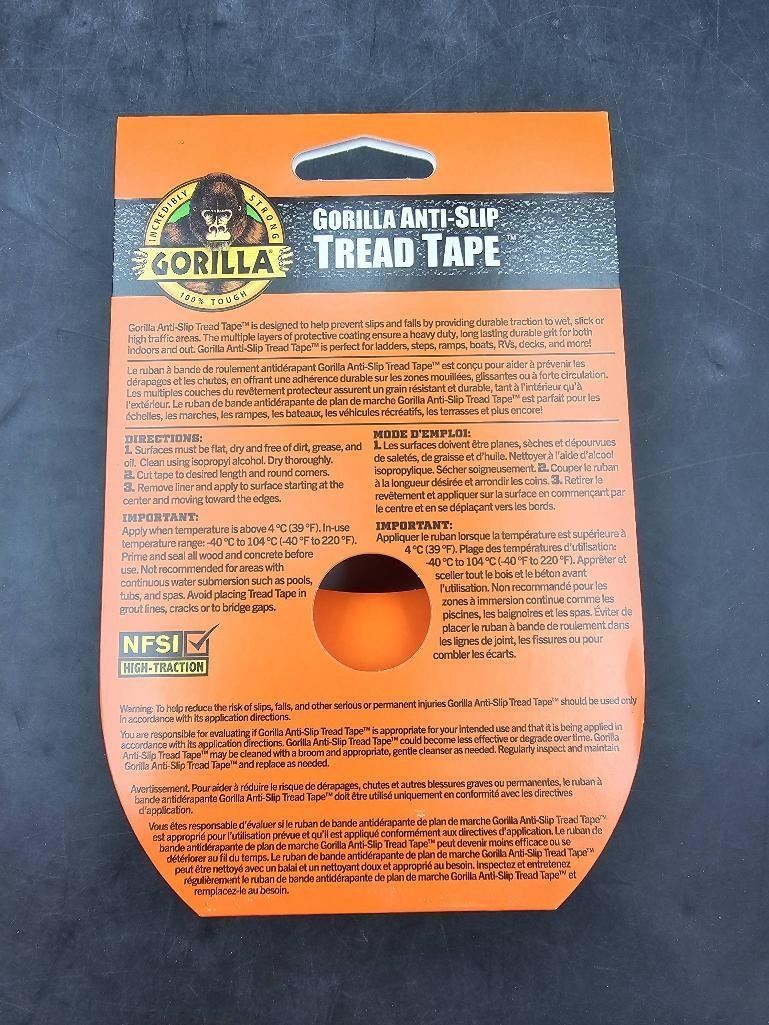 INCREDIBLY STRONG
GORILLA®
100% TOUGH
GORILLA ANTI-SLIP
TREAD TAPE™
Gorilla Anti-Slip Tread Tape™ is designed to help prevent slips and falls by providing durable traction to wet, slick or
high traffic areas. The multiple layers of protective coating ensure a heavy duty, long lasting durable grit for both
indoors and out. Gorilla Anti-Slip Tread Tape™ is perfect for ladders, steps, ramps, boats, RVs, decks, and more!
Le ruban à bande de roulement antidérapant Gorilla Anti-Slip Tread Tape™ est conçu pour aider à prévenir les
dérapages et les chutes, en offrant une adhérence durable sur les zones mouillées, glissantes ou à forte circulation.
Les multiples couches du revêtement protecteur assurent un grain résistant et durable, tant à l'intérieur qu'à
l'extérieur. Le ruban de bande antidérapante de plan de marche Gorilla Anti-Slip Tread Tape™ est parfait pour les
échelles, les marches, les rampes, les bateaux, les véhicules récréatifs, les terrasses et plus encore!
DIRECTIONS:
1. Surfaces must be flat, dry and free of dirt, grease, and
oil. Clean using isopropyl alcohol. Dry thoroughly.
2. Cut tape to desired length and round corners.
3. Remove liner and apply to surface starting at the
center and moving toward the edges.
IMPORTANT:
Apply when temperature is above 4 °C (39 °F). In-use
temperature range: -40 °C to 104 °C (-40 °F to 220 °F).
Prime and seal all wood and concrete before
use. Not recommended for areas with
continuous water submersion such as pools,
tubs, and spas. Avoid placing Tread Tape in
grout lines, cracks or to bridge gaps.
MODE D'EMPLOI:
1. Les surfaces doivent être planes, sèches et dépourvues
de saletés, de graisse et d'huile. Nettoyer à l'aide d'alcool
isopropylique. Sécher soigneusement. 2. Couper le ruban
à la longueur désirée et arrondir les coins. 3. Retirer le
revêtement et appliquer sur la surface en commençant par
le centre et en se déplaçant vers les bords.
IMPORTANT:
Appliquer le ruban lorsque la température est supérieure à
4 °C (39 °F). Plage des températures d'utilisation:
-40 °C to 104 °C (-40 °F to 220 °F). Apprêter et
sceller tout le bois et le béton avant
l'utilisation. Non recommandé pour les
zones à immersion continue comme les
piscines, les baignoires et les spas. Éviter de
placer le ruban à bande de roulement dans
les lignes de joint, les fissures ou pour
combler les écarts.
NFSI
HIGH-TRACTION
Warning: To help reduce the risk of slips, falls, and other serious or permanent injuries Gorilla Anti-Slip Tread Tape™ should be used only
in accordance with its application directions.
You are responsible for evaluating if Gorilla Anti-Slip Tread Tape™ is appropriate for your intended use and that it is being applied in
accordance with its application directions. Gorilla Anti-Slip Tread Tape™ could become less effective or degrade over time. Gorilla
Anti-Slip Tread Tape™ may be cleaned with a broom and appropriate, gentle cleanser as needed. Regularly inspect and maintain
Gorilla Anti-Slip Tread Tape™ and replace as needed.
Avertissement. Pour aider à réduire le risque de dérapages, chutes et autres blessures graves ou permanentes, le ruban à
bande antidérapante Gorilla Anti-Slip Tread Tape™ doit être utilisé uniquement en conformité avec les directives
d'application.
Vous êtes responsable d'évaluer si le ruban de bande antidérapante de plan de marche Gorilla Anti-Slip Tread Tape™
est approprié pour l'utilisation prévue et qu'il est appliqué conformément aux directives d'application. Le ruban de
bande antidérapante de plan de marche Gorilla Anti-Slip Tread Tape™ peut devenir moins efficace ou se
détériorer au fil du temps. Le ruban de bande antidérapante de plan de marche Gorilla Anti-Slip Tread Tape™
peut être nettoyé avec un balai et un nettoyant doux et approprié au besoin. Inspectez et entretenez
régulièrement le ruban de bande antidérapante de plan de marche Gorilla Anti-Slip Tread Tape™ et
remplacez-le au besoin.